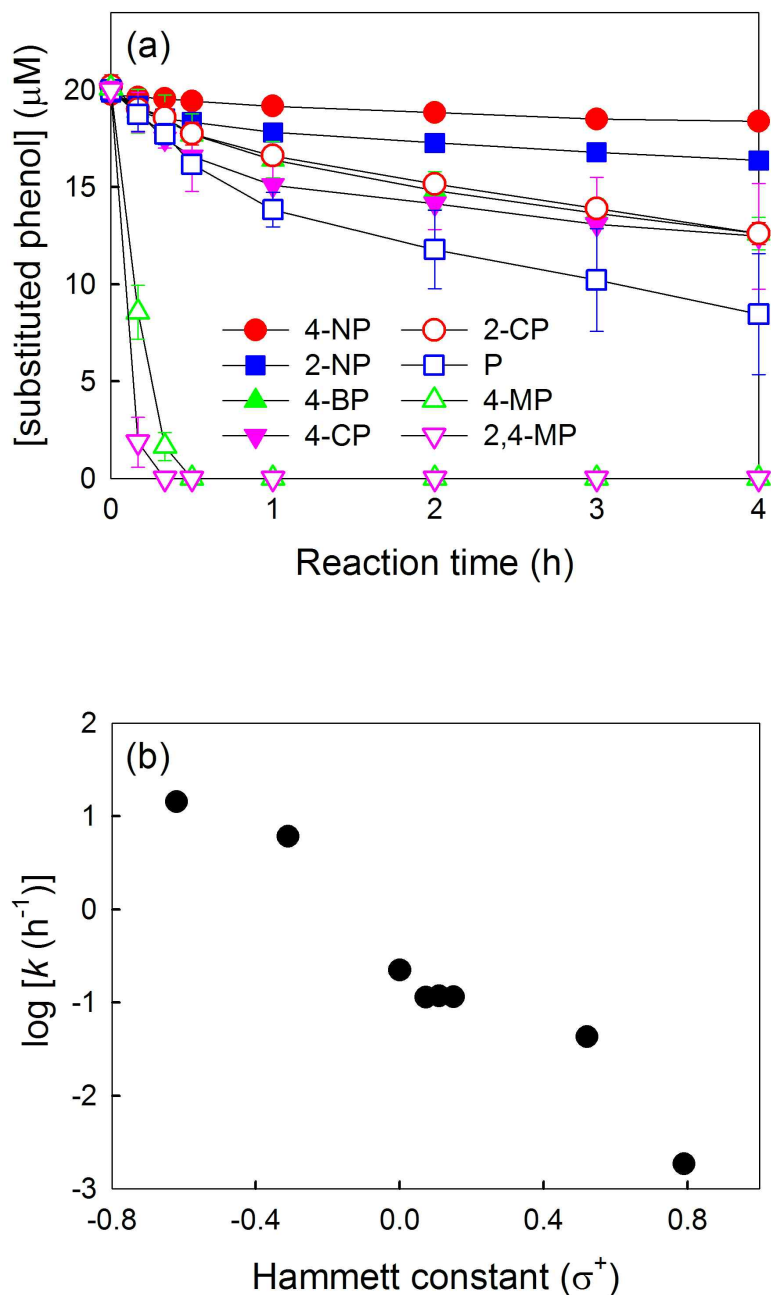 (a)
[substituted phenol] (μM)
20
15
10
5
0
4-NP
2-CP
2-NP
P
4-BP
4-MP
4-CP
2,4-MP
0 1 2 3 4
Reaction time (h)
(b)
log [k (h⁻¹)]
2
1
0
-1
-2
-3
-0.8 -0.4 0.0 0.4 0.8
Hammett constant (σ⁺)